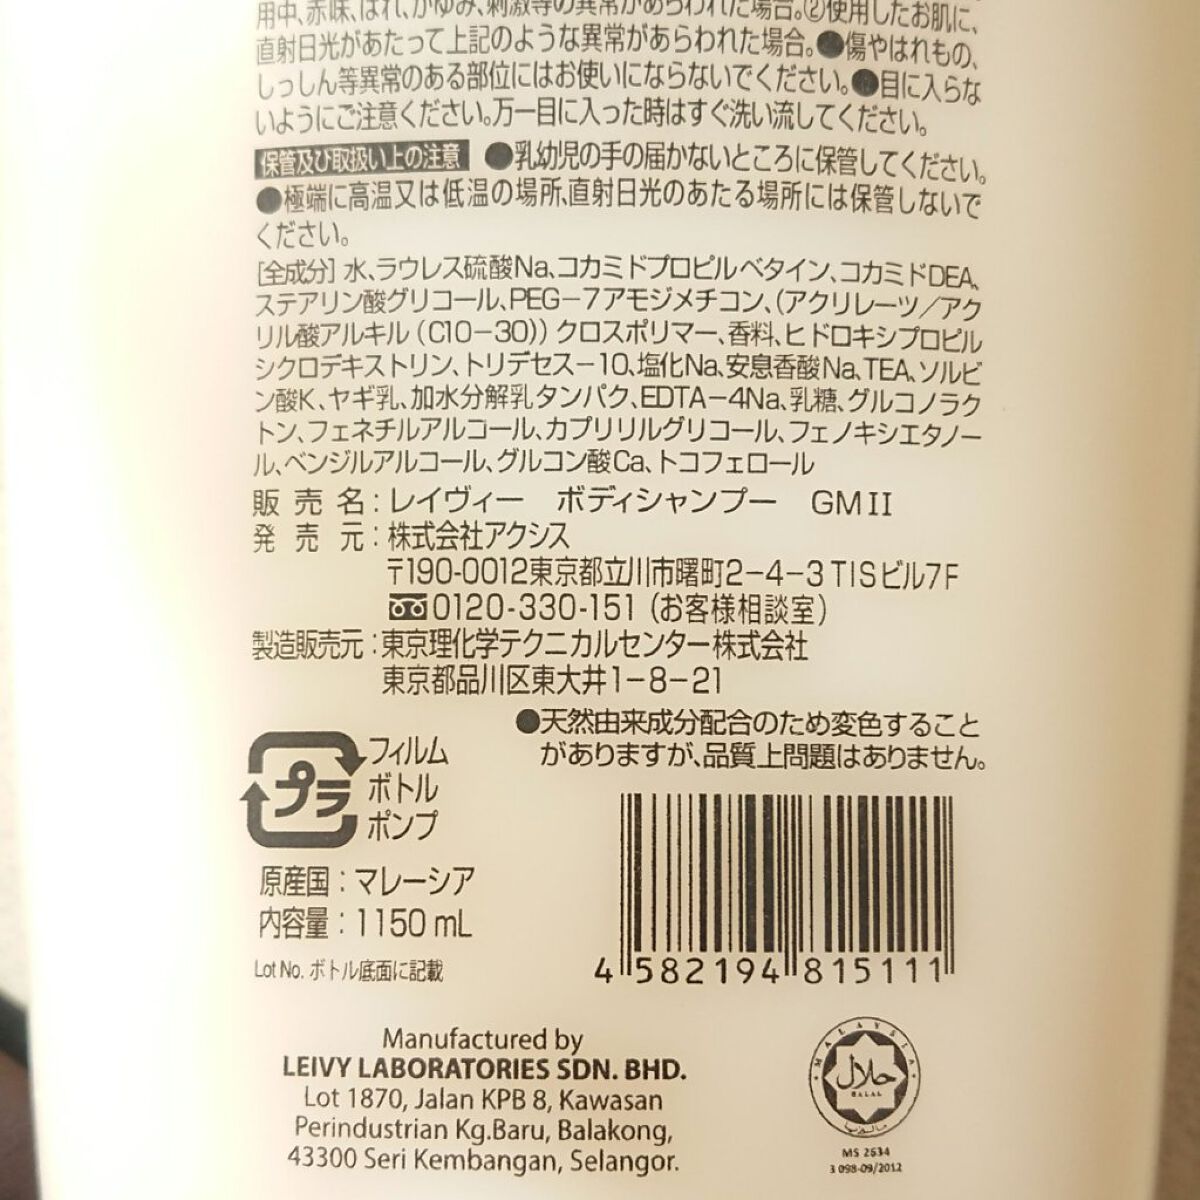 用中、赤味、はれ、かゆみ、刺激等の異常があらわれた場合。②使用したお肌に、
直射日光があたって上記のような異常があらわれた場合。●傷やはれもの、
しっしん等異常のある部位にはお使いにならないでください。●目に入らな
いようにご注意ください。万一目に入った時はすぐ洗い流してください。
保管及び取扱い上の注意 ●乳幼児の手の届かないところに保管してください。
●極端に高温又は低温の場所、直射日光のあたる場所には保管しないで
ください。
[全成分] 水、ラウレス硫酸Na、コカミドプロピルベタイン、コカミドDEA、
ステアリン酸グリコール、PEG-7アモジメチコン、(アクリレーツ/アク
リル酸アルキル(C10-30))クロスポリマー、香料、ヒドロキシプロピル
シクロデキストリン、トリデセス-10、塩化Na、安息香酸Na、TEA、ソルビ
ン酸K、ヤギ乳、加水分解乳タンパク、EDTA-4Na、乳糖、グルコノラク
トン、フェネチルアルコール、カプリリルグリコール、フェノキシエタノー
ル、ベンジルアルコール、グルコン酸Ca、トコフェロール
販売名:レイヴィー ボディシャンプー GMII
発売元:株式会社アクシス
〒190-0012東京都立川市曙町2-4-3 TISビル7F
0120-330-151(お客様相談室)
製造販売元:東京理化学テクニカルセンター株式会社
東京都品川区東大井1-8-21
●天然由来成分配合のため変色すること
がありますが、品質上問題はありません。
プラ
フィルム
ボトル
ポンプ
原産国:マレーシア
内容量:1150 mL
Lot No. ボトル底面に記載
4 582194 815111
Manufactured by
LEIVY LABORATORIES SDN. BHD.
Lot 1870, Jalan KPB 8, Kawasan
Perindustrian Kg.Baru, Balakong,
43300 Seri Kembangan, Selangor.
MALAYSIA
حلال
HALAL
MS 2634
3 098-09/2012